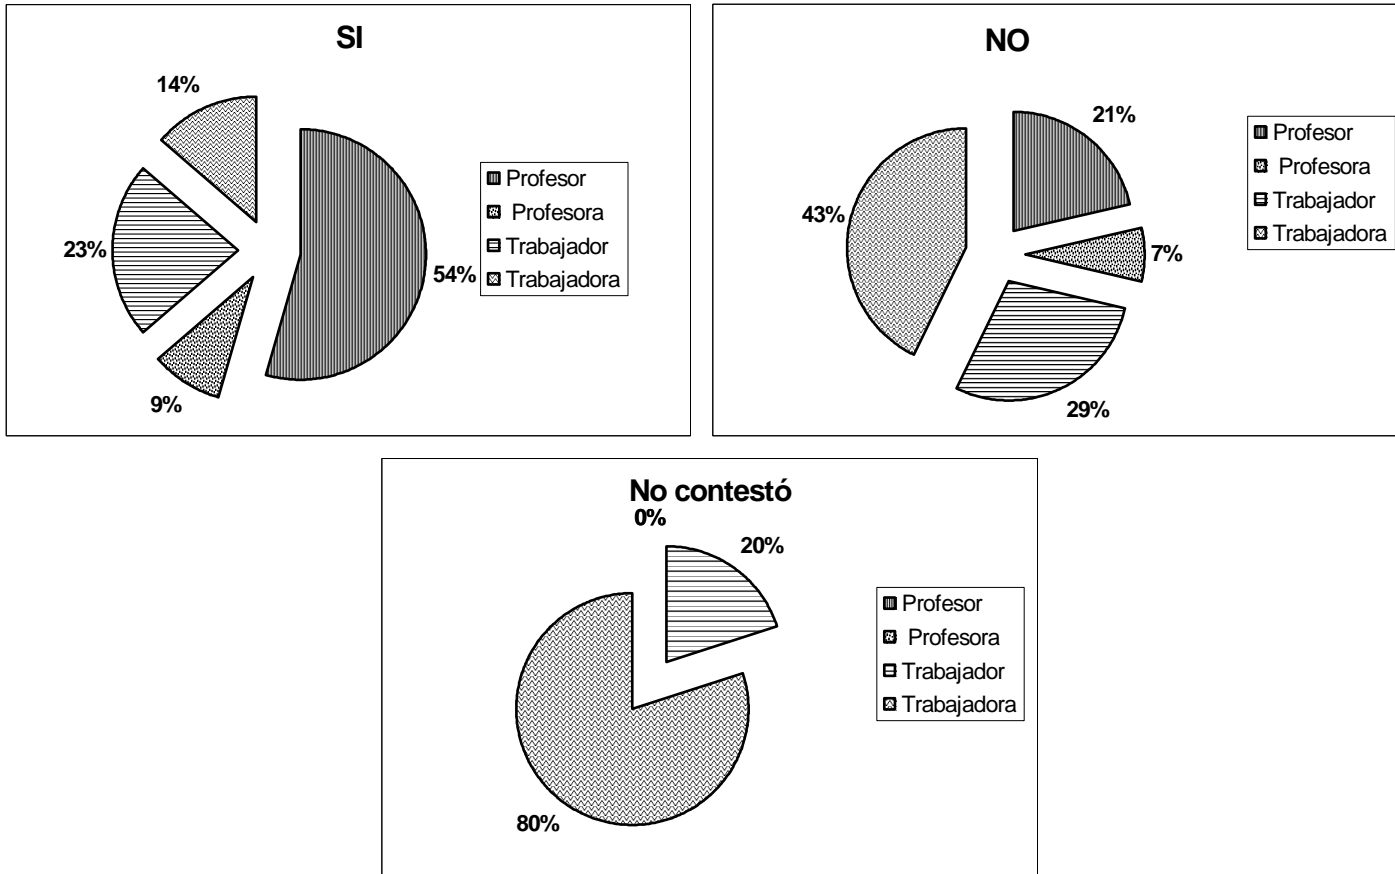 SI
14%
23%
54%
9%
Profesor
Profesora
Trabajador
Trabajadora
NO
21%
43%
7%
29%
Profesor
Profesora
Trabajador
Trabajadora
No contestó
0%
20%
80%
Profesor
Profesora
Trabajador
Trabajadora